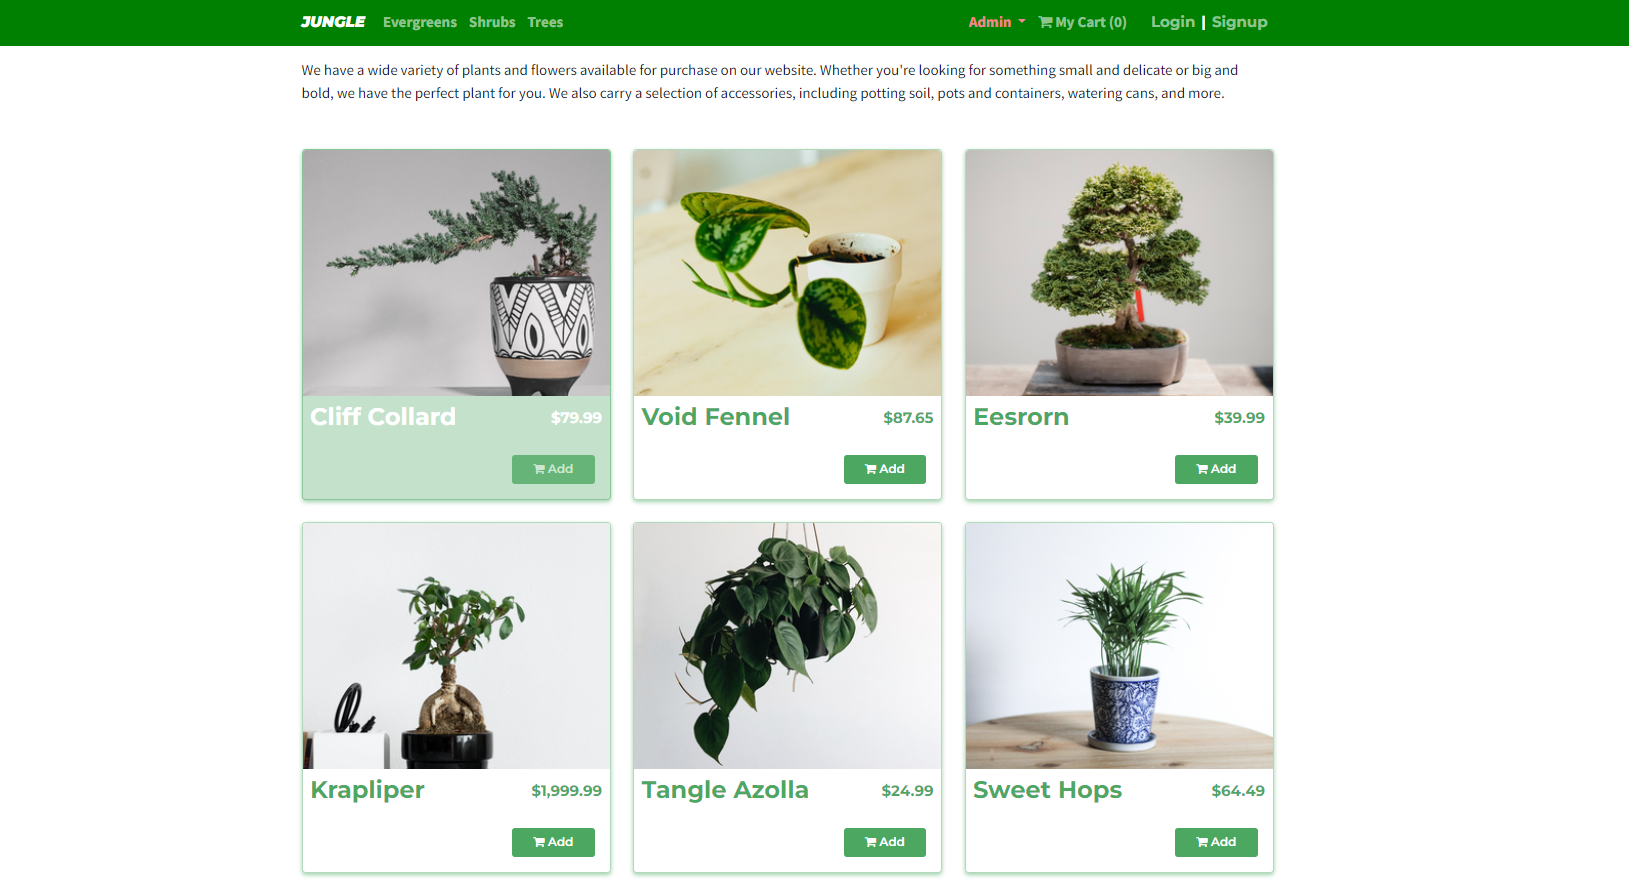 JUNGLE Evergreens Shrubs Trees Admin My Cart (0) Login | Signup
We have a wide variety of plants and flowers available for purchase on our website. Whether you're looking for something small and delicate or big and
bold, we have the perfect plant for you. We also carry a selection of accessories, including potting soil, pots and containers, watering cans, and more.
Cliff Collard $79.99
Add
Void Fennel $87.65
Add
Eesrorn $39.99
Add
Krapliper $1,999.99
Add
Tangle Azolla $24.99
Add
Sweet Hops $64.49
Add